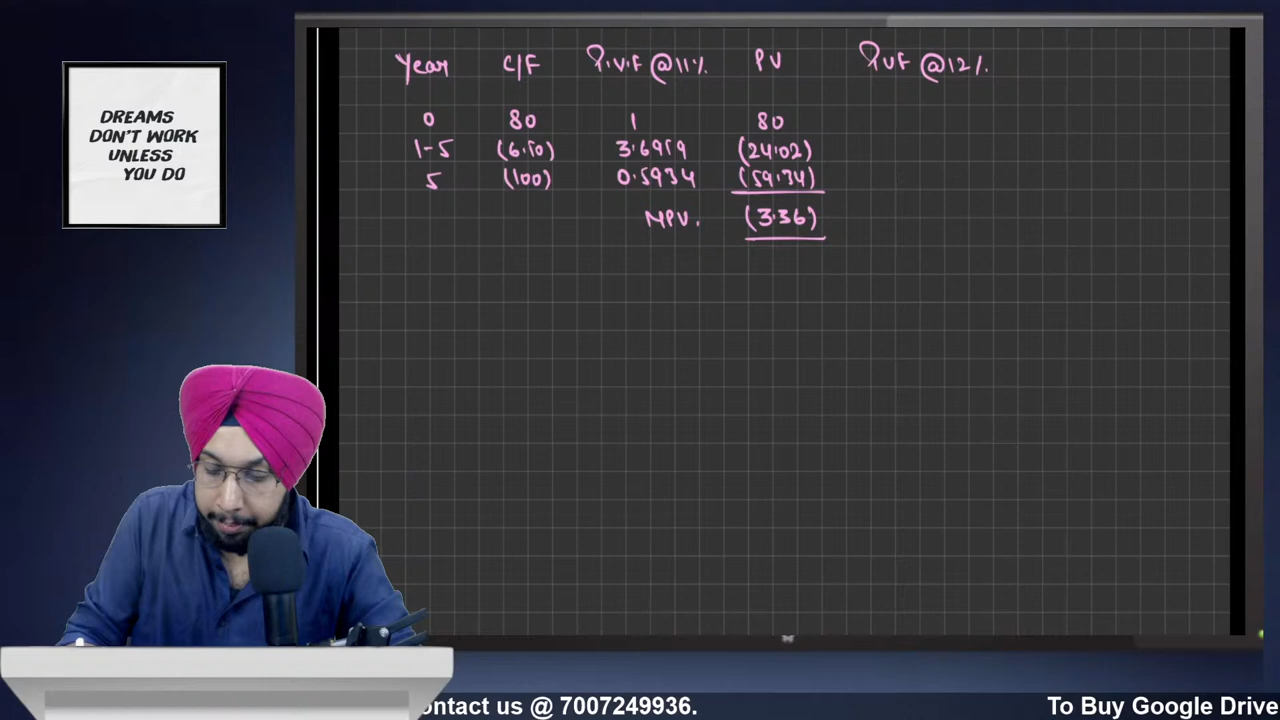 DREAMS
DON'T WORK
UNLESS
YOU DO
Year C/F P.V.F @11% PV PVF @12%.
0 80 1 80
1-5 (6.50) 3.6959 (24.02)
5 (100) 0.5934 (59.34)
NPV. (3.36)
ontact us @ 7007249936. To Buy Google Drive